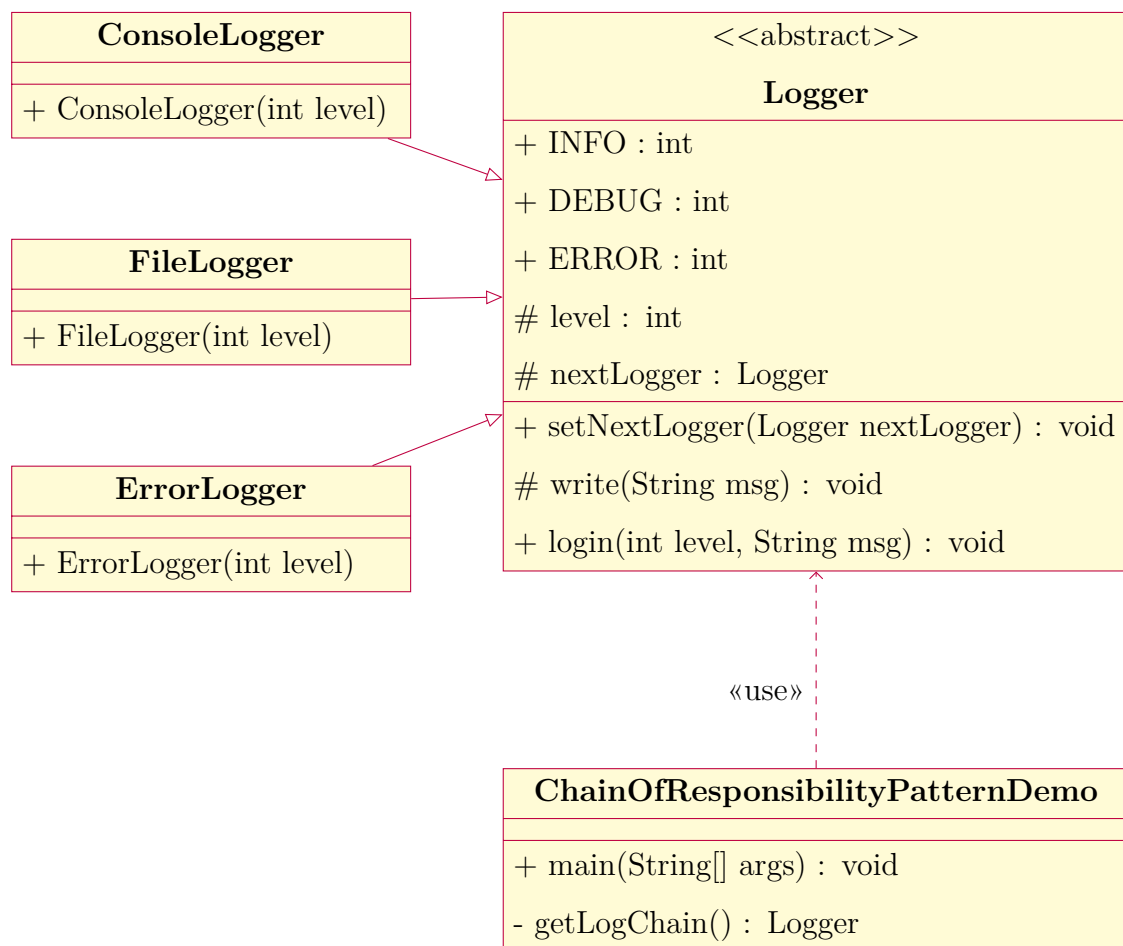 ConsoleLogger
+ ConsoleLogger(int level)
FileLogger
+ FileLogger(int level)
ErrorLogger
+ ErrorLogger(int level)
<<abstract>>
Logger
+ INFO : int
+ DEBUG : int
+ ERROR : int
# level : int
# nextLogger : Logger
+ setNextLogger(Logger nextLogger) : void
# write(String msg) : void
+ login(int level, String msg) : void
«use»
ChainOfResponsibilityPatternDemo
+ main(String[] args) : void
- getLogChain() : Logger